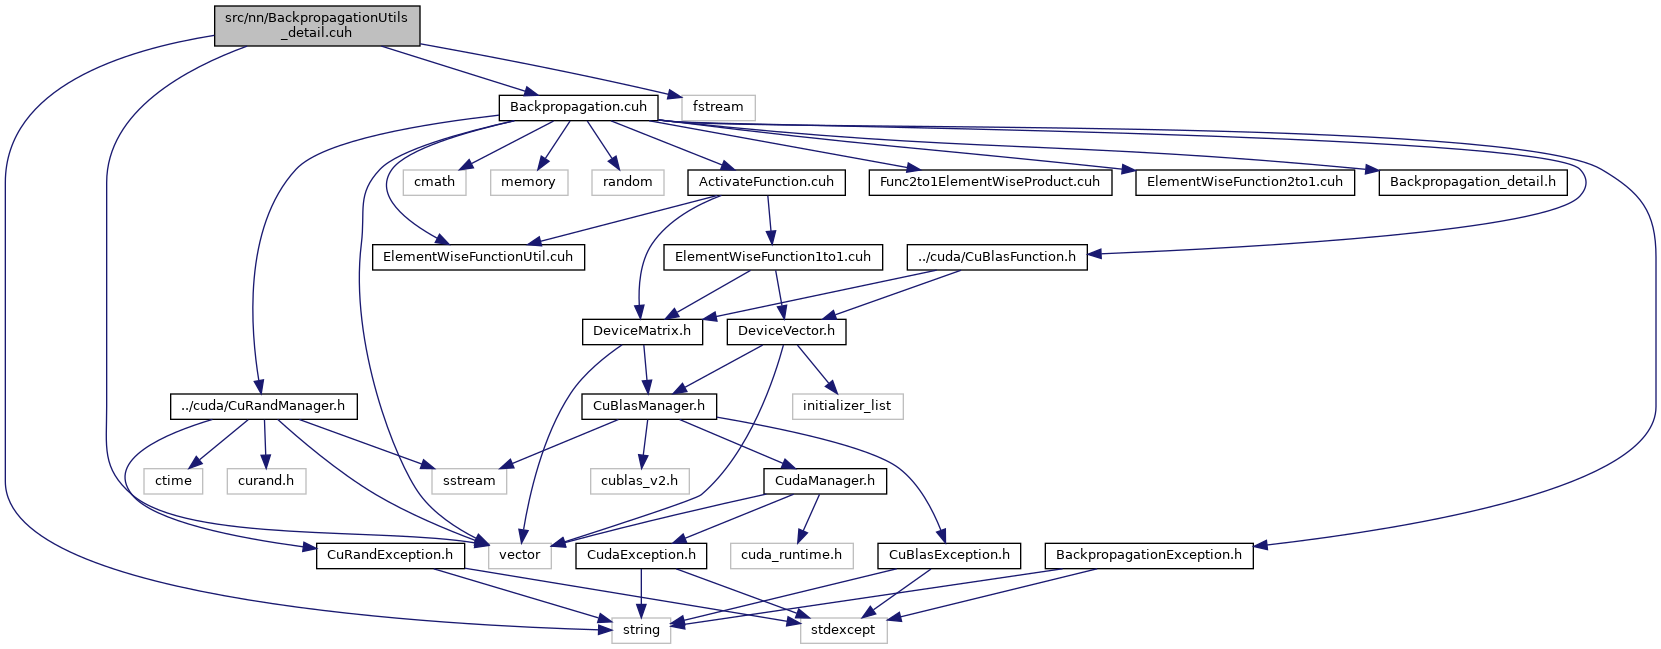 src/nn/BackpropagationUtils
_detail.cuh
Backpropagation.cuh
fstream
cmath
memory
random
ActivateFunction.cuh
Func2to1ElementWiseProduct.cuh
ElementWiseFunction2to1.cuh
Backpropagation_detail.h
ElementWiseFunctionUtil.cuh
ElementWiseFunction1to1.cuh
../cuda/CuBlasFunction.h
DeviceMatrix.h
DeviceVector.h
../cuda/CuRandManager.h
CuBlasManager.h
initializer_list
ctime
curand.h
sstream
cublas_v2.h
CudaManager.h
CuRandException.h
vector
CudaException.h
cuda_runtime.h
CuBlasException.h
BackpropagationException.h
string
stdexcept